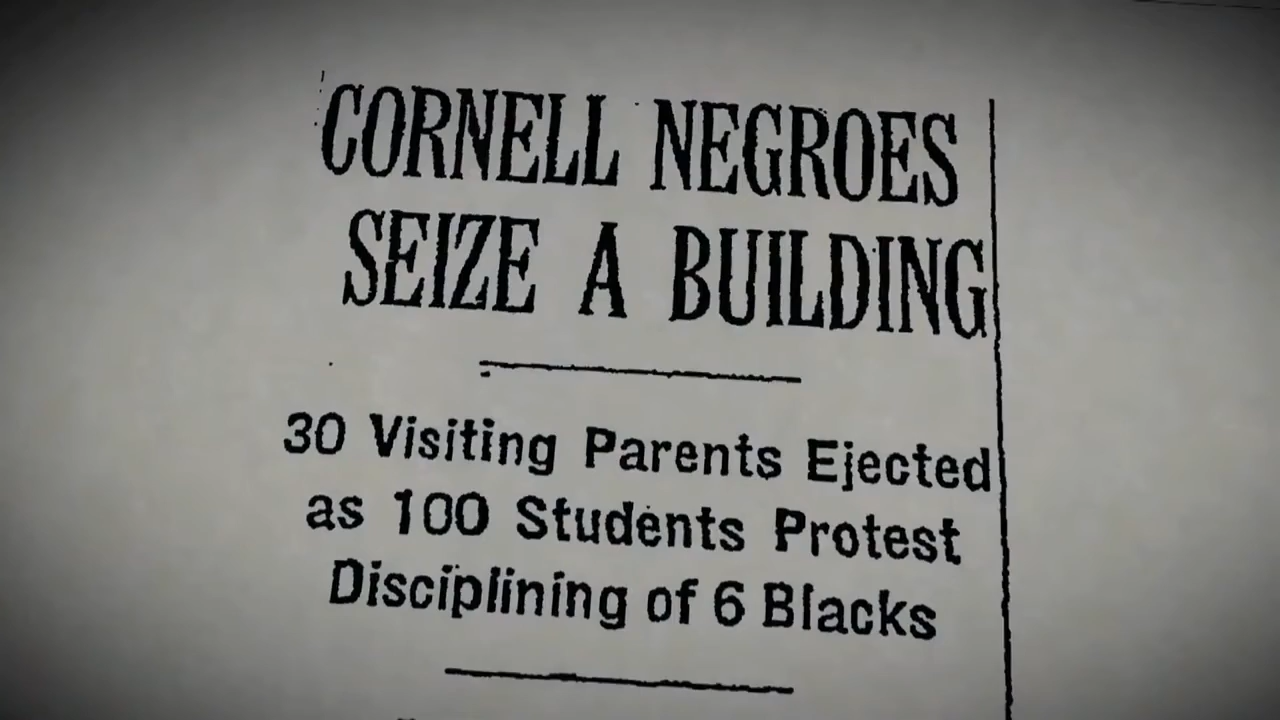 CORNELL NEGROES
SEIZE A BUILDING
30 Visiting Parents Ejected
as 100 Students Protest
Disciplining of 6 Blacks